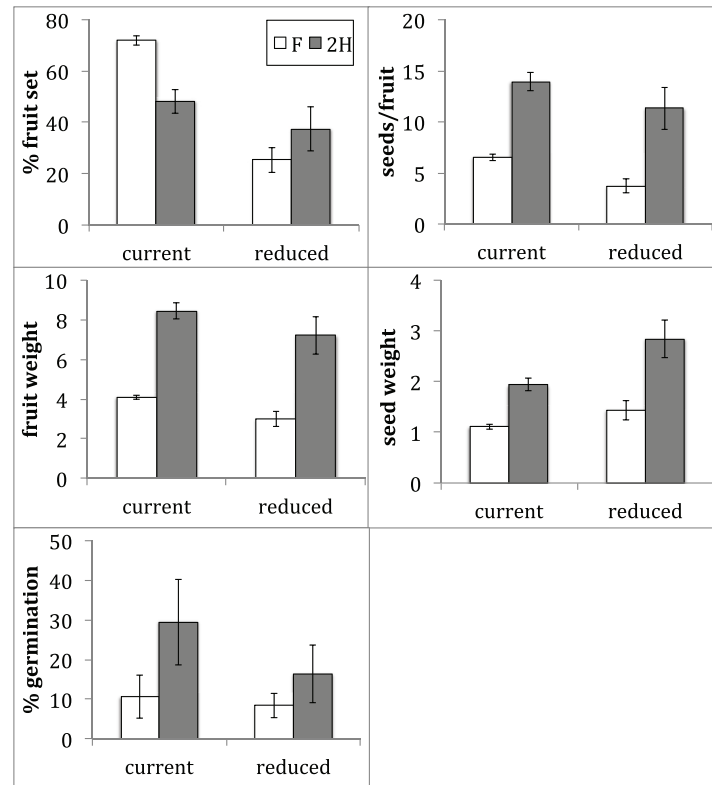 80
60
40
20
0
% fruit set
F 2H
current reduced
20
15
10
5
0
seeds/fruit
current reduced
10
8
6
4
2
0
fruit weight
current reduced
4
3
2
1
0
seed weight
current reduced
50
40
30
20
10
0
% germination
current reduced